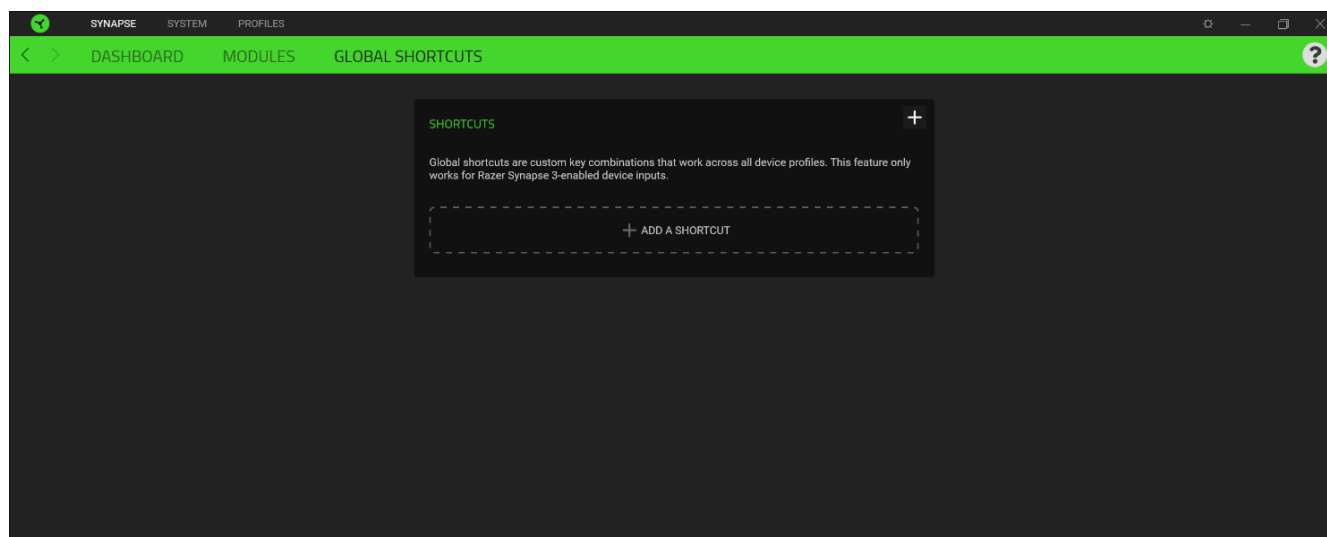 SYNAPSE SYSTEM PROFILES
DASHBOARD MODULES GLOBAL SHORTCUTS ?
SHORTCUTS
Global shortcuts are custom key combinations that work across all device profiles. This feature only
works for Razer Synapse 3-enabled device inputs.
ADD A SHORTCUT